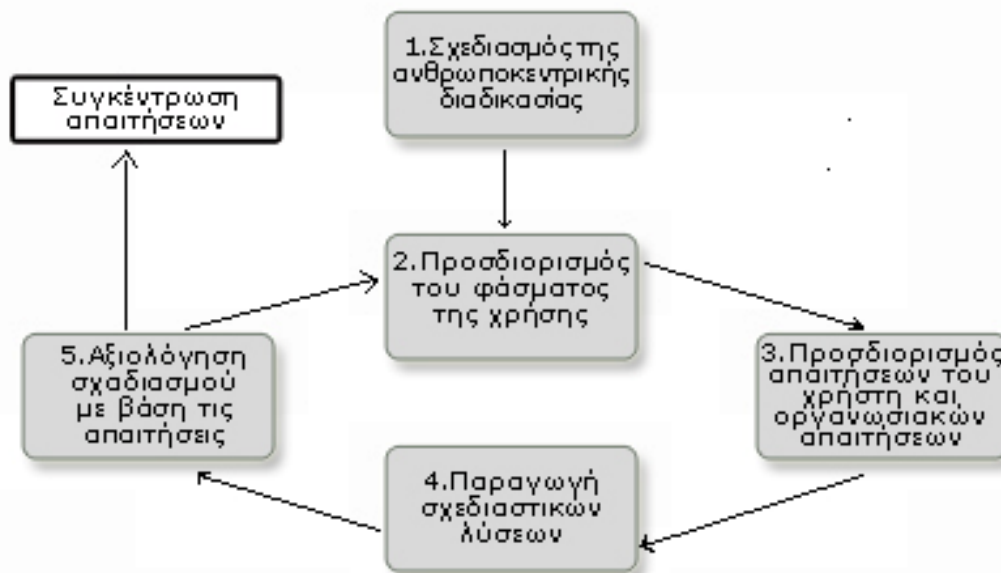 1.Σχεδιασμός της
ανθρωποκεντρικής
διαδικασίας
Συγκέντρωση
απαιτήσεων
2.Προσδιορισμός
του φάσματος
της χρήσης
3.Προσδιορισμός
απαιτήσεων του
χρήστη και
οργανωσιακών
απαιτήσεων
4.Παραγωγή
σχεδιαστικών
λύσεων
5.Αξιολόγηση
σχαδιασμού
με βάση τις
απαιτήσεις